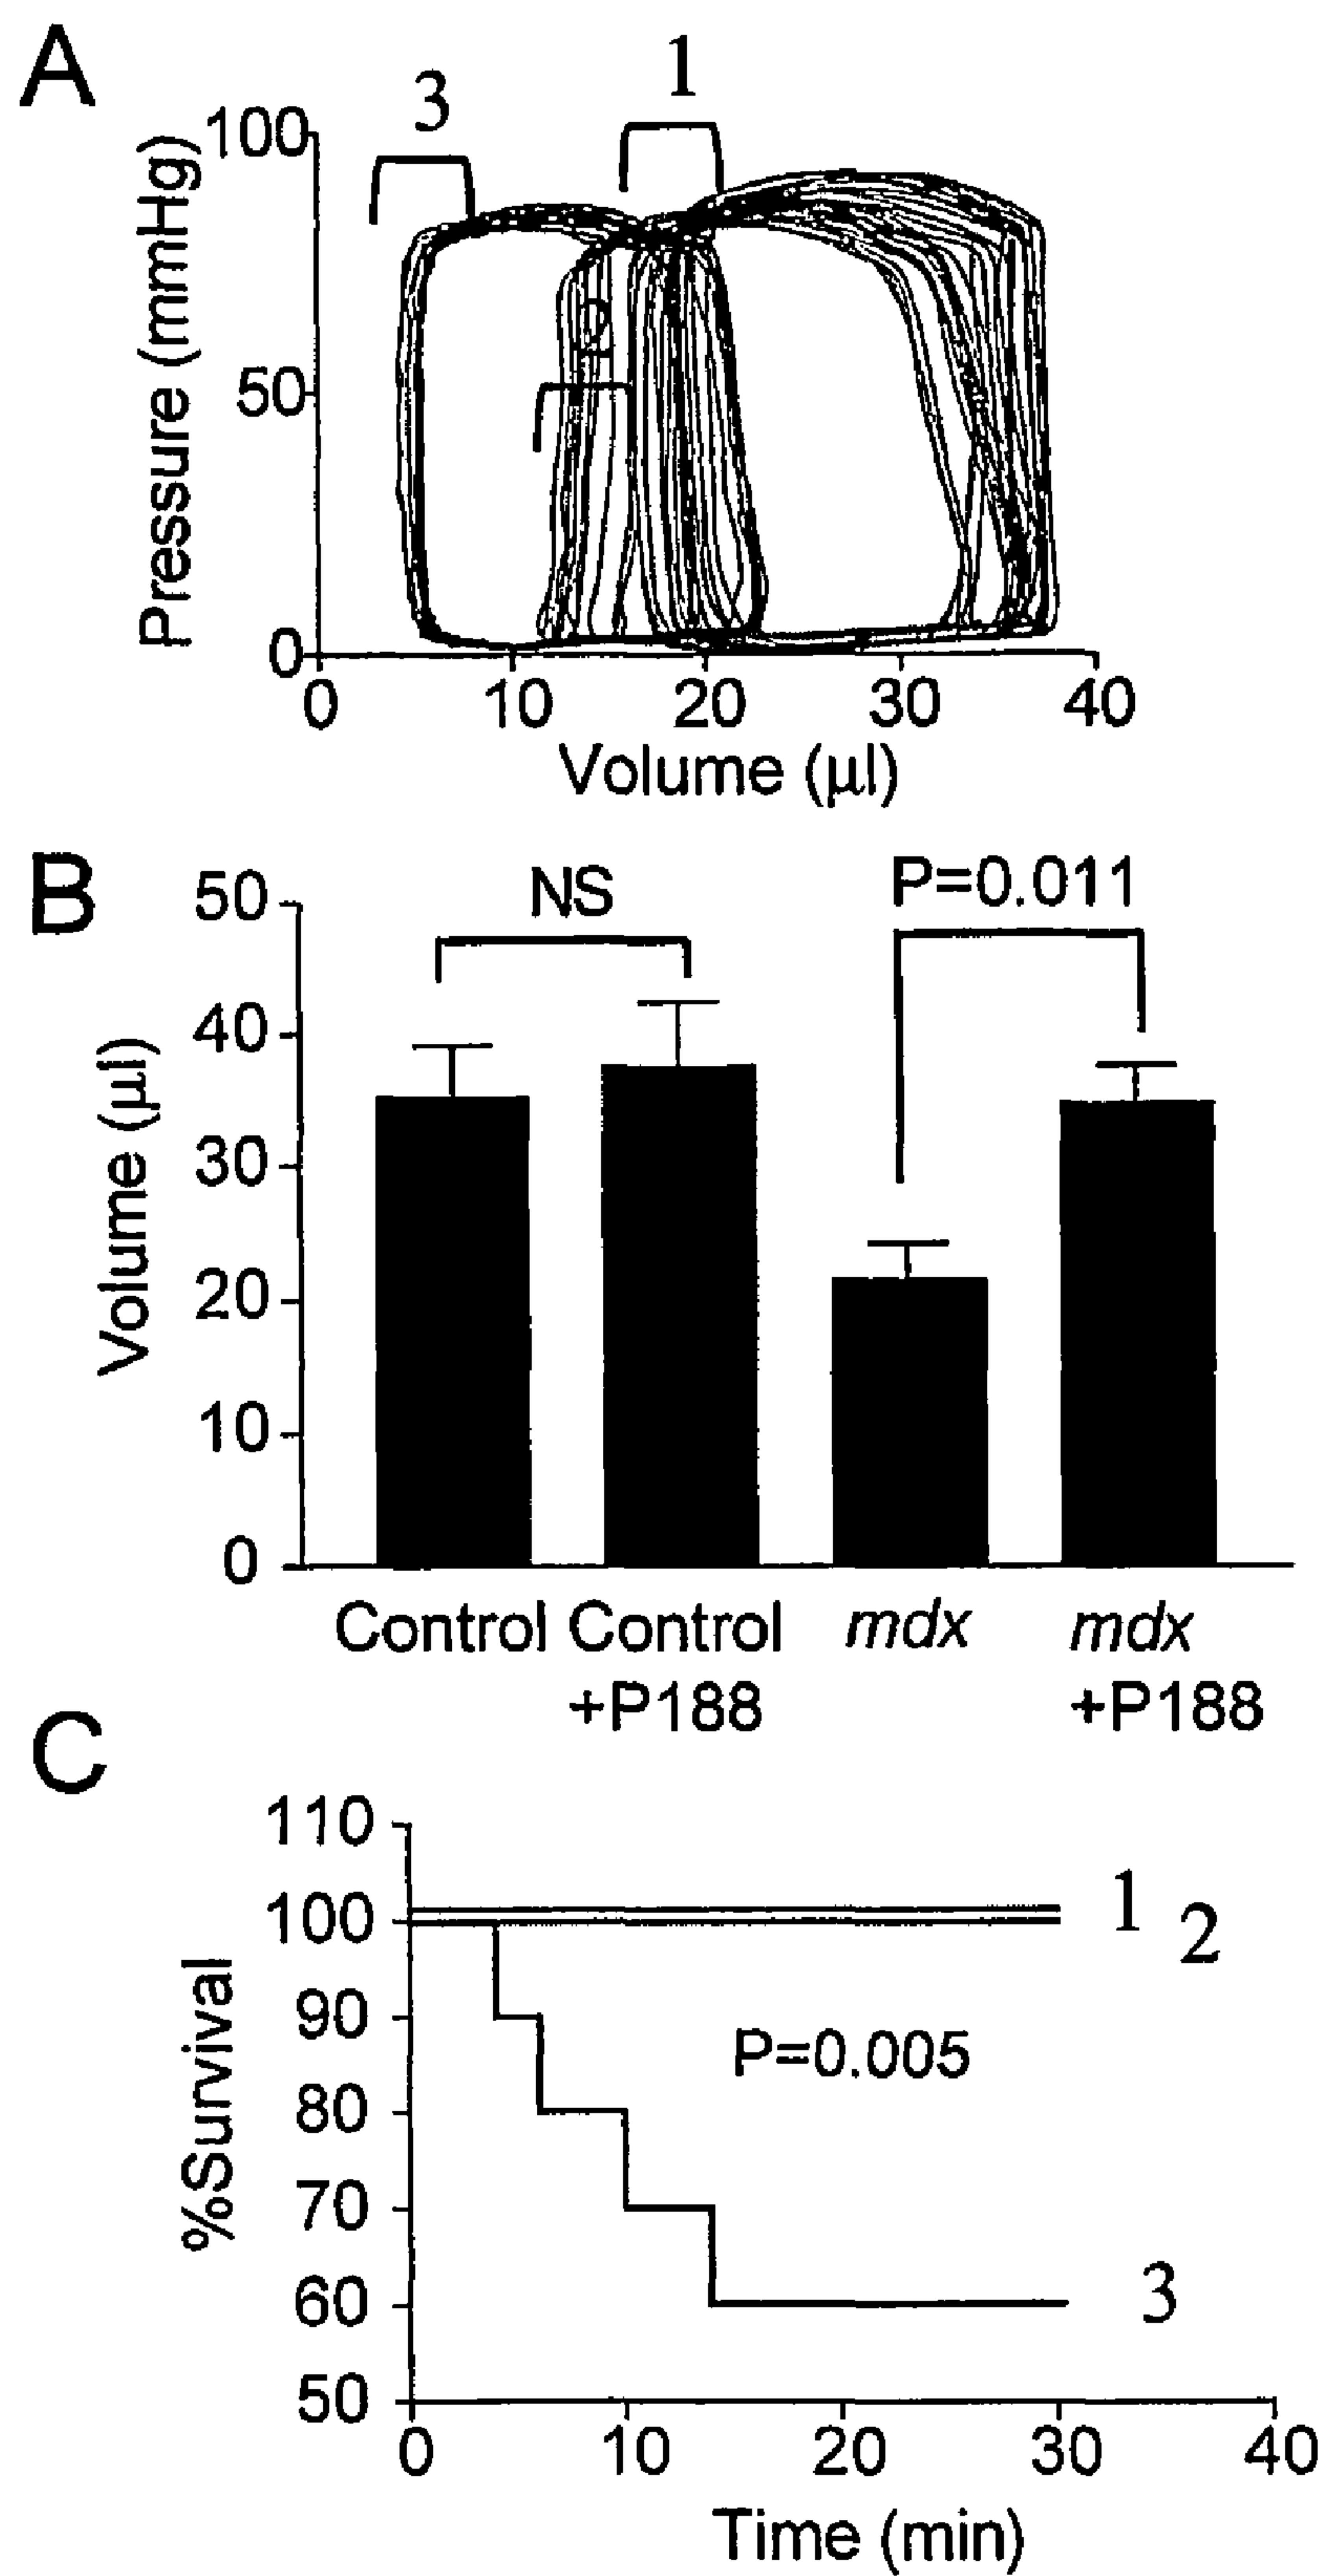 A
3
1
100
50
0
2
Pressure (mmHg)
0 10 20 30 40
Volume (µl)
B
50
40
30
20
10
0
NS
P=0.011
Volume (µl)
Control Control mdx mdx
+P188 +P188
C
110
100
90
80
70
60
50
%Survival
1
2
P=0.005
3
0 10 20 30 40
Time (min)